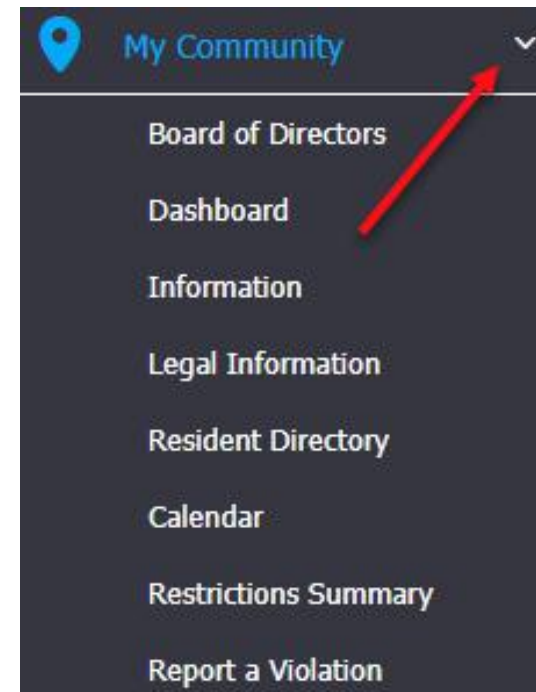 My Community
Board of Directors
Dashboard
Information
Legal Information
Resident Directory
Calendar
Restrictions Summary
Report a Violation